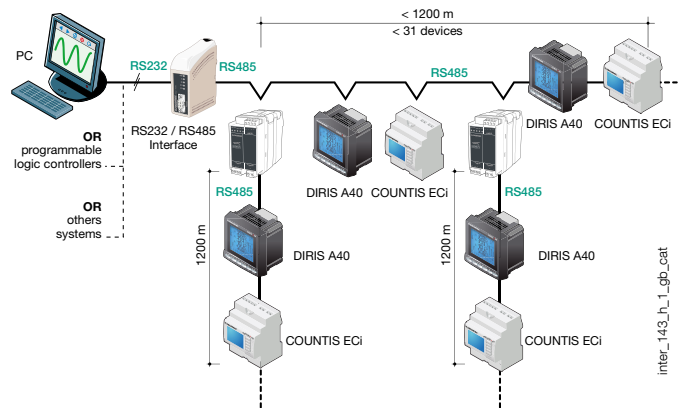 < 1200 m
< 31 devices
PC
RS232
RS485
RS485
RS232 / RS485
Interface
DIRIS A40
COUNTIS ECi
OR
programmable
logic controllers
DIRIS A40
COUNTIS ECi
RS485
RS485
OR
others
systems
1200 m
DIRIS A40
1200 m
DIRIS A40
COUNTIS ECi
COUNTIS ECi
inter_143_h_1_gb_cat